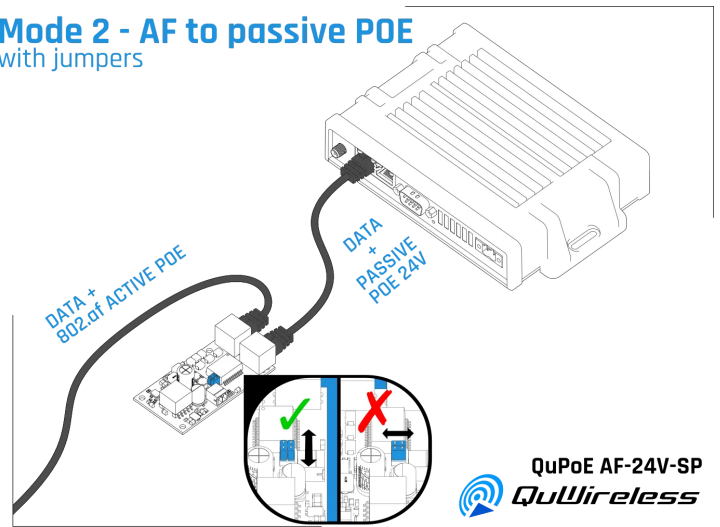 Mode 2 - AF to passive POE
with jumpers
DATA
+
PASSIVE
POE 24V
DATA +
802.af ACTIVE POE
QuPoE AF-24V-SP
QuWireless